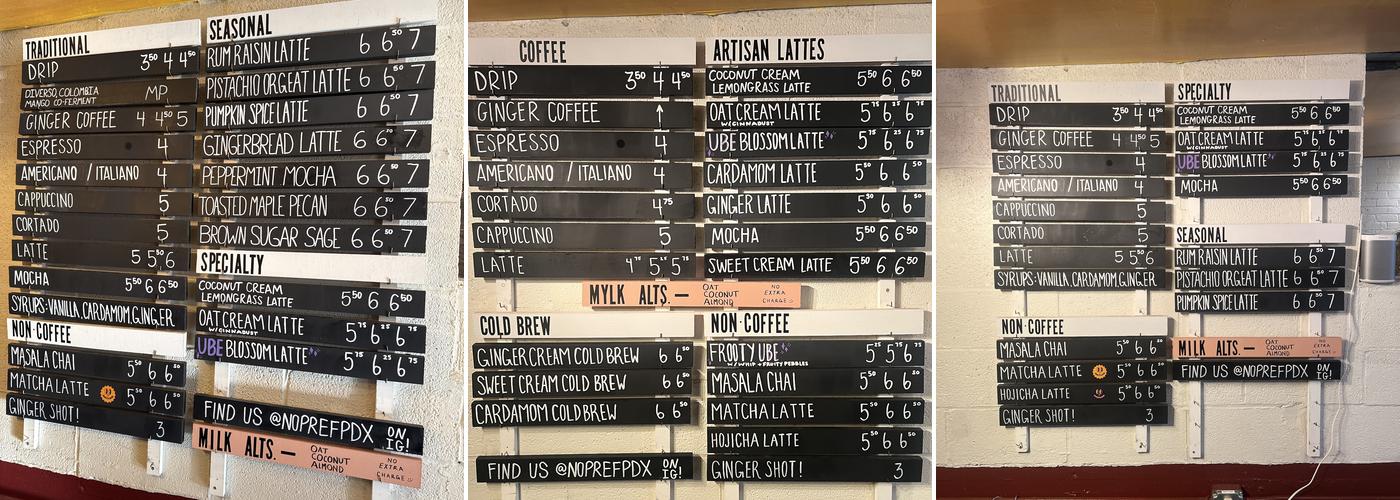 TRADITIONAL
DRIP 3⁵⁰ 4 4⁵⁰
DIVERSO, COLOMBIA
MANGO CO-FERMENT MP
GINGER COFFEE 4 4⁵⁰ 5
ESPRESSO 4
AMERICANO / ITALIANO 4
CAPPUCCINO 5
CORTADO 5
LATTE 5 5⁵⁰ 6
MOCHA 5⁵⁰ 6 6⁵⁰
SYRUPS: VANILLA, CARDAMOM, GINGER
NON-COFFEE
MASALA CHAI 5⁵⁰ 6 6⁵⁰
MATCHA LATTE 5⁵⁰ 6 6⁵⁰
GINGER SHOT! 3
SEASONAL
RUM RAISIN LATTE 6 6⁵⁰ 7
PISTACHIO ORGEAT LATTE 6 6⁵⁰ 7
PUMPKIN SPICE LATTE 6 6⁵⁰ 7
GINGERBREAD LATTE 6 6⁵⁰ 7
PEPPERMINT MOCHA 6 6⁵⁰ 7
TOASTED MAPLE PECAN 6 6⁵⁰ 7
BROWN SUGAR SAGE 6 6⁵⁰ 7
SPECIALTY
COCONUT CREAM
LEMONGRASS LATTE 5⁵⁰ 6 6⁵⁰
OAT CREAM LATTE 5⁷⁵ 6²⁵ 6⁷⁵
W/CINNADUST
UBE BLOSSOM LATTE 5⁷⁵ 6²⁵ 6⁷⁵
FIND US @NOPREFPDX ON IG!
MILK ALTS. — OAT COCONUT ALMOND NO EXTRA CHARGE
COFFEE
DRIP 3⁵⁰ 4 4⁵⁰
GINGER COFFEE ↑
ESPRESSO 4
AMERICANO / ITALIANO 4
CORTADO 4⁷⁵
CAPPUCCINO 5
LATTE 4⁷⁵ 5²⁵ 5⁷⁵
ARTISAN LATTES
COCONUT CREAM
LEMONGRASS LATTE 5⁵⁰ 6 6⁵⁰
OAT CREAM LATTE 5⁷⁵ 6²⁵ 6⁷⁵
W/CINNADUST
UBE BLOSSOM LATTE 5⁷⁵ 6²⁵ 6⁷⁵
CARDAMOM LATTE 5⁵⁰ 6 6⁵⁰
GINGER LATTE 5⁵⁰ 6 6⁵⁰
MOCHA 5⁵⁰ 6 6⁵⁰
SWEET CREAM LATTE 5⁵⁰ 6 6⁵⁰
MYLK ALTS. — OAT COCONUT ALMOND NO EXTRA CHARGE
COLD BREW
GINGER CREAM COLD BREW 6 6⁵⁰
SWEET CREAM COLD BREW 6 6⁵⁰
CARDAMOM COLD BREW 6 6⁵⁰
FIND US @NOPREFPDX ON IG!
NON-COFFEE
FROOTY UBE 5²⁵ 5⁷⁵ 6⁷⁵
W/WHIP + FRUITY PEBBLES
MASALA CHAI 5⁵⁰ 6 6⁵⁰
MATCHA LATTE 5⁵⁰ 6 6⁵⁰
HOJICHA LATTE 5⁵⁰ 6 6⁵⁰
GINGER SHOT! 3
TRADITIONAL
DRIP 3⁵⁰ 4 4⁵⁰
GINGER COFFEE 4 4⁵⁰ 5
ESPRESSO 4
AMERICANO / ITALIANO 4
CAPPUCCINO 5
CORTADO 5
LATTE 5 5⁵⁰ 6
SYRUPS: VANILLA, CARDAMOM, GINGER
NON-COFFEE
MASALA CHAI 5⁵⁰ 6 6⁵⁰
MATCHA LATTE 5⁵⁰ 6 6⁵⁰
HOJICHA LATTE 5⁵⁰ 6 6⁵⁰
GINGER SHOT! 3
SPECIALTY
COCONUT CREAM
LEMONGRASS LATTE 5⁵⁰ 6 6⁵⁰
OAT CREAM LATTE 5⁷⁵ 6²⁵ 6⁷⁵
W/CINNADUST
UBE BLOSSOM LATTE 5⁷⁵ 6²⁵ 6⁷⁵
MOCHA 5⁵⁰ 6 6⁵⁰
SEASONAL
RUM RAISIN LATTE 6 6⁵⁰ 7
PISTACHIO ORGEAT LATTE 6 6⁵⁰ 7
PUMPKIN SPICE LATTE 6 6⁵⁰ 7
MILK ALTS. — OAT COCONUT ALMOND NO EXTRA CHARGE
FIND US @NOPREFPDX ON IG!